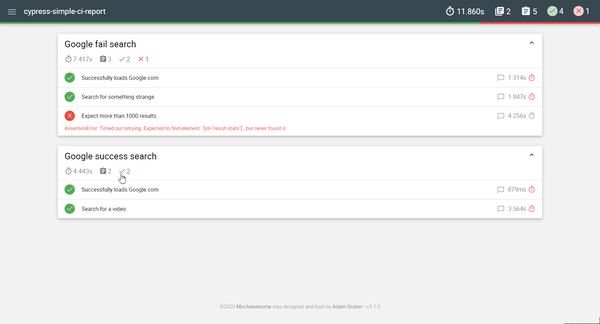 cypress-simple-ci-report
11.860s 2 5 4 1
Google fail search
7.417s 3 2 1
Successfully loads Google.com 1.314s
Search for something strange 1.847s
Expect more than 1000 results 4.256s
AssertionError: Timed out retrying: Expected to find element: `[id="result-stats"]`, but never found it.
Google success search
4.443s 2 2
Successfully loads Google.com 879ms
Search for a video 3.564s
©2020 Mochawesome was designed and built by Adam Gruber • v5.1.0